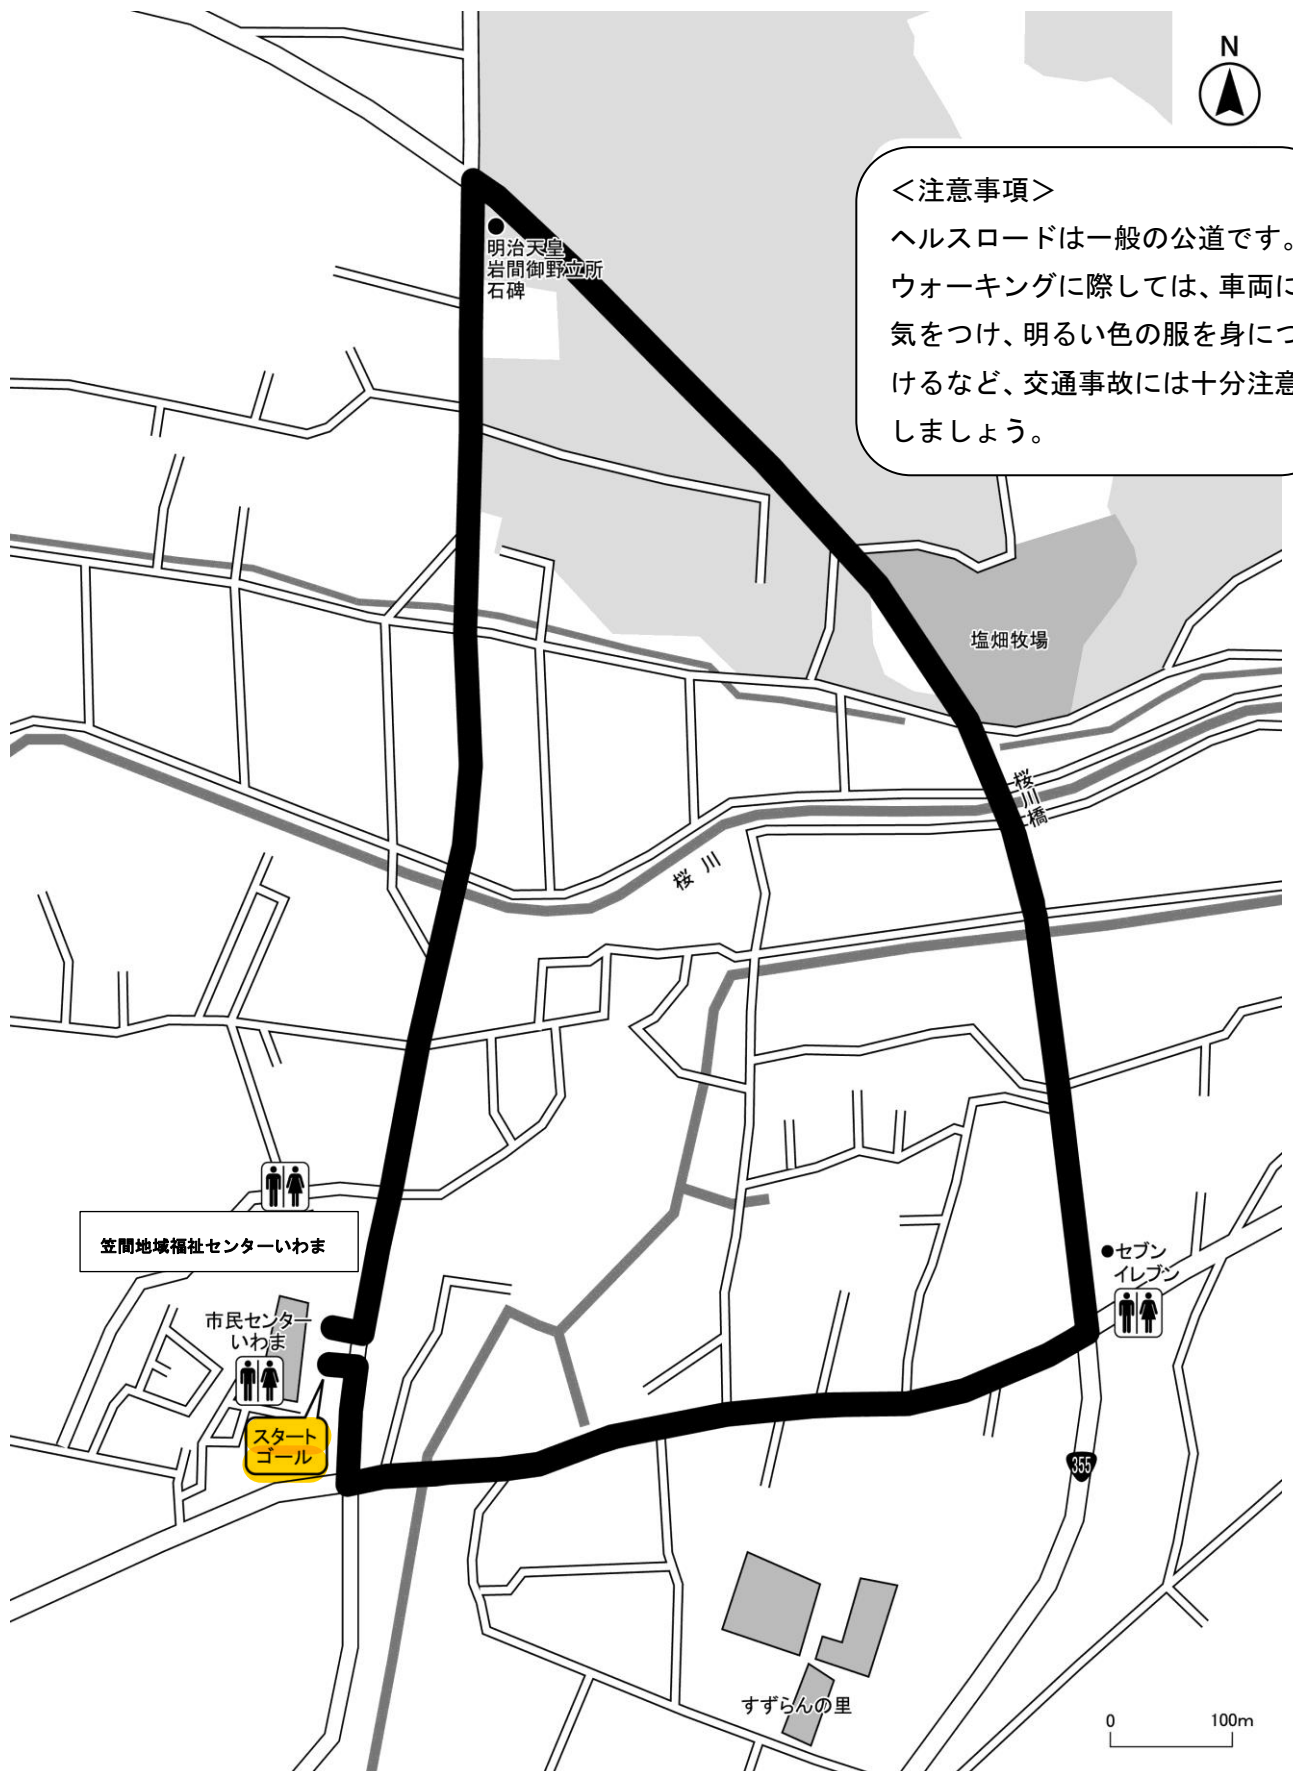 N
＜注意事項＞
ヘルスロードは一般の公道です。
ウォーキングに際しては、車両に
気をつけ、明るい色の服を身につ
けるなど、交通事故には十分注意
しましょう。
明治天皇
岩間御野立所
石碑
塩畑牧場
桜川橋
桜川
笠間地域福祉センターいわま
市民センター
いわま
スタート
ゴール
セブン
イレブン
355
すずらんの里
0 100m